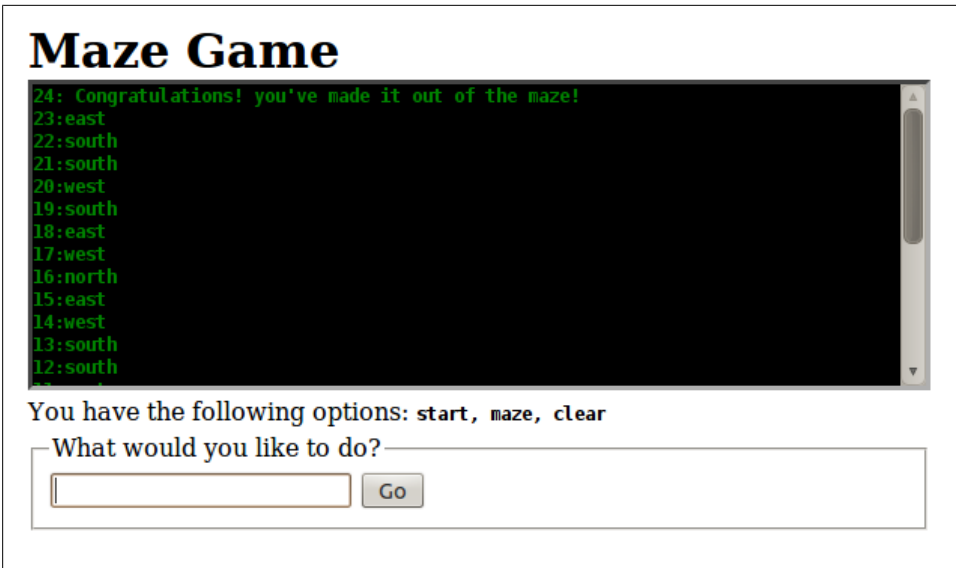 Maze Game
24: Congratulations! you've made it out of the maze!
23:east
22:south
21:south
20:west
19:south
18:east
17:west
16:north
15:east
14:west
13:south
12:south
You have the following options: start, maze, clear
What would you like to do?
Go